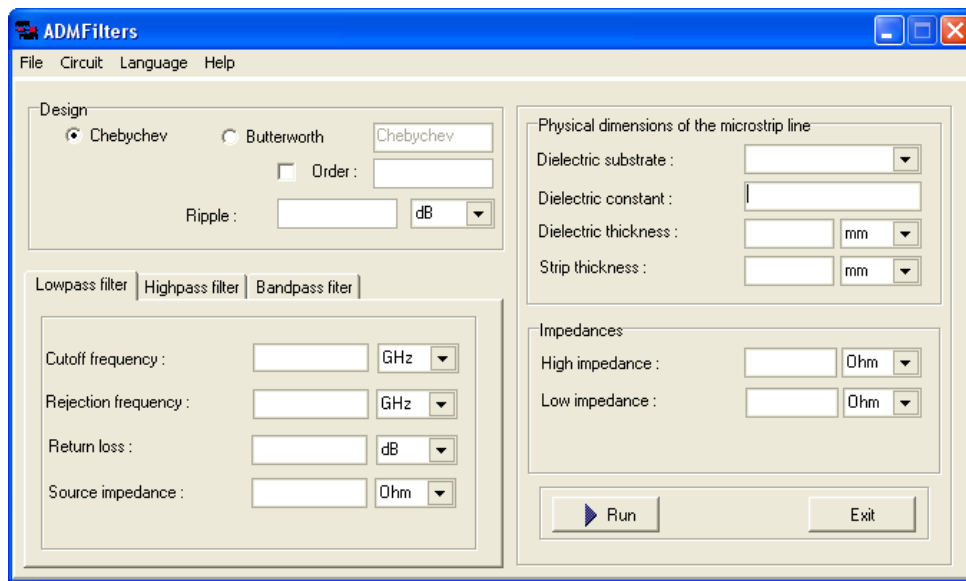 ADMFilters
File Circuit Language Help
Design
Chebychev Butterworth Chebychev
Order :
Ripple : dB
Lowpass filter Highpass filter Bandpass fiter
Cutoff frequency : GHz
Rejection frequency : GHz
Return loss : dB
Source impedance : Ohm
Physical dimensions of the microstrip line
Dielectric substrate :
Dielectric constant :
Dielectric thickness : mm
Strip thickness : mm
Impedances
High impedance : Ohm
Low impedance : Ohm
Run Exit